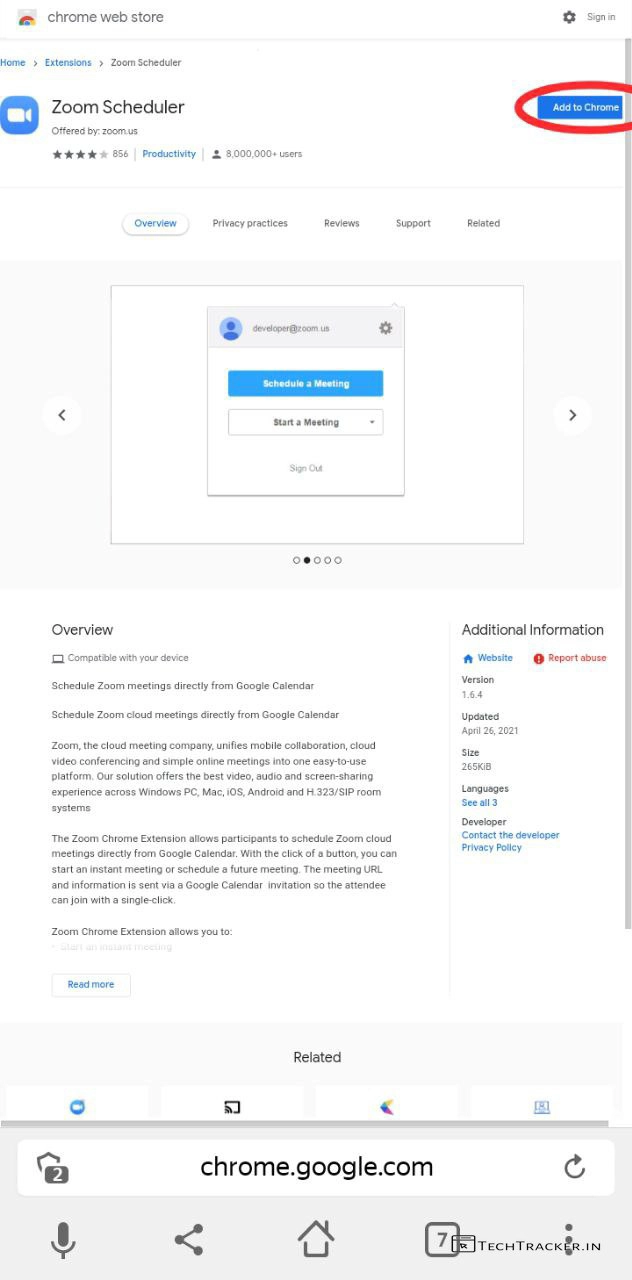 chrome web store
Sign in
Home > Extensions > Zoom Scheduler
Zoom Scheduler
Add to Chrome
Offered by: zoom.us
856 | Productivity | 8,000,000+ users
Overview
Privacy practices
Reviews
Support
Related
developer@zoom.us
Schedule a Meeting
Start a Meeting
Sign Out
Overview
Compatible with your device
Schedule Zoom meetings directly from Google Calendar
Schedule Zoom cloud meetings directly from Google Calendar
Zoom, the cloud meeting company, unifies mobile collaboration, cloud
video conferencing and simple online meetings into one easy-to-use
platform. Our solution offers the best video, audio and screen-sharing
experience across Windows PC, Mac, iOS, Android and H.323/SIP room
systems
The Zoom Chrome Extension allows participants to schedule Zoom cloud
meetings directly from Google Calendar. With the click of a button, you can
start an instant meeting or schedule a future meeting. The meeting URL
and information is sent via a Google Calendar invitation so the attendee
can join with a single-click.
Zoom Chrome Extension allows you to:
- Start an instant meeting
Read more
Additional Information
Website
Report abuse
Version
1.6.4
Updated
April 26, 2021
Size
265KiB
Languages
See all 3
Developer
Contact the developer
Privacy Policy
Related
2
chrome.google.com
7
TechTracker.in